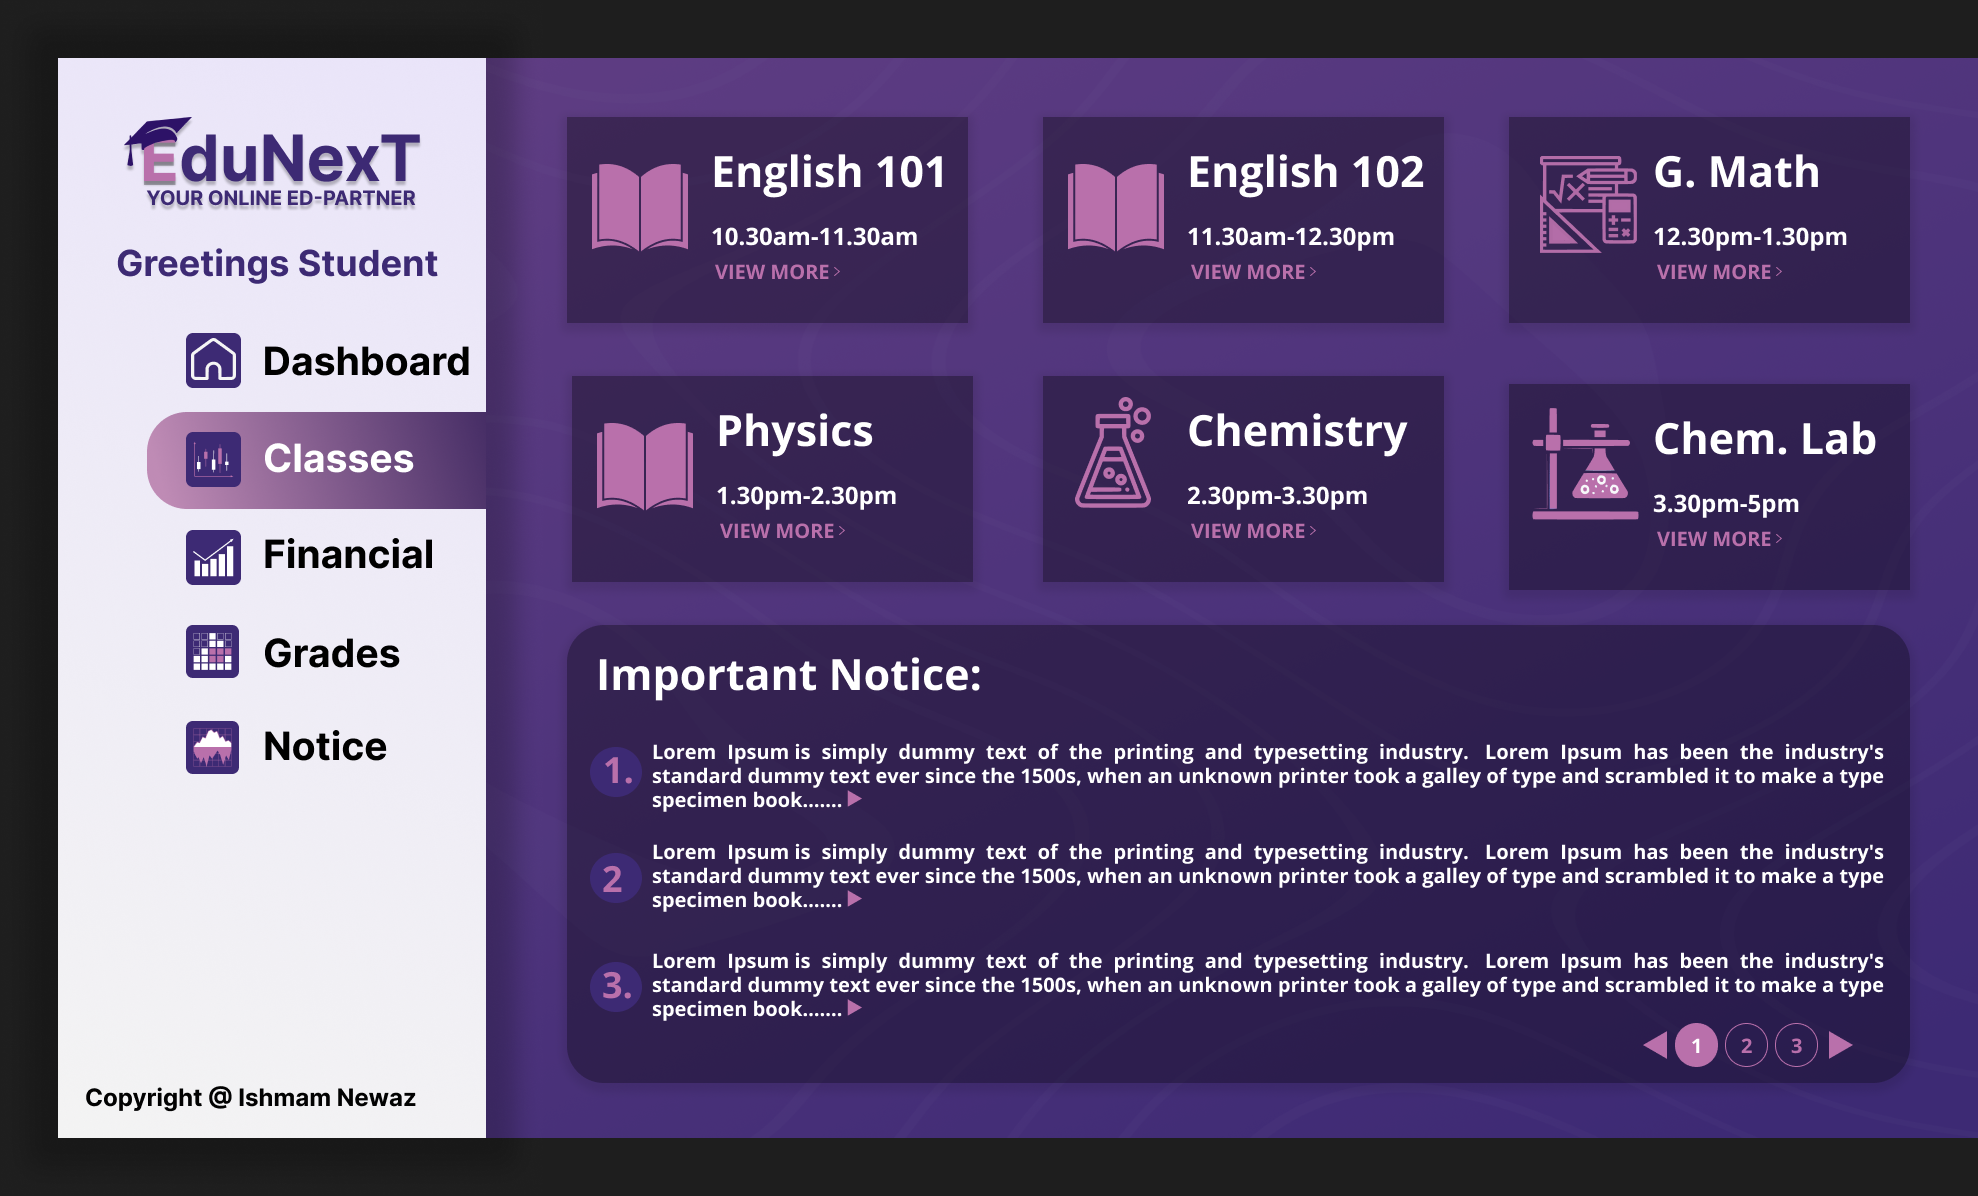 EduNexT
YOUR ONLINE ED-PARTNER
Greetings Student
Dashboard
Classes
Financial
Grades
Notice
Copyright @ Ishmam Newaz
English 101
10.30am-11.30am
VIEW MORE >
English 102
11.30am-12.30pm
VIEW MORE >
G. Math
12.30pm-1.30pm
VIEW MORE >
Physics
1.30pm-2.30pm
VIEW MORE >
Chemistry
2.30pm-3.30pm
VIEW MORE >
Chem. Lab
3.30pm-5pm
VIEW MORE >
Important Notice:
1.
Lorem Ipsum is simply dummy text of the printing and typesetting industry. Lorem Ipsum has been the industry's
standard dummy text ever since the 1500s, when an unknown printer took a galley of type and scrambled it to make a type
specimen book.......
2
Lorem Ipsum is simply dummy text of the printing and typesetting industry. Lorem Ipsum has been the industry's
standard dummy text ever since the 1500s, when an unknown printer took a galley of type and scrambled it to make a type
specimen book.......
3.
Lorem Ipsum is simply dummy text of the printing and typesetting industry. Lorem Ipsum has been the industry's
standard dummy text ever since the 1500s, when an unknown printer took a galley of type and scrambled it to make a type
specimen book.......
1 2 3